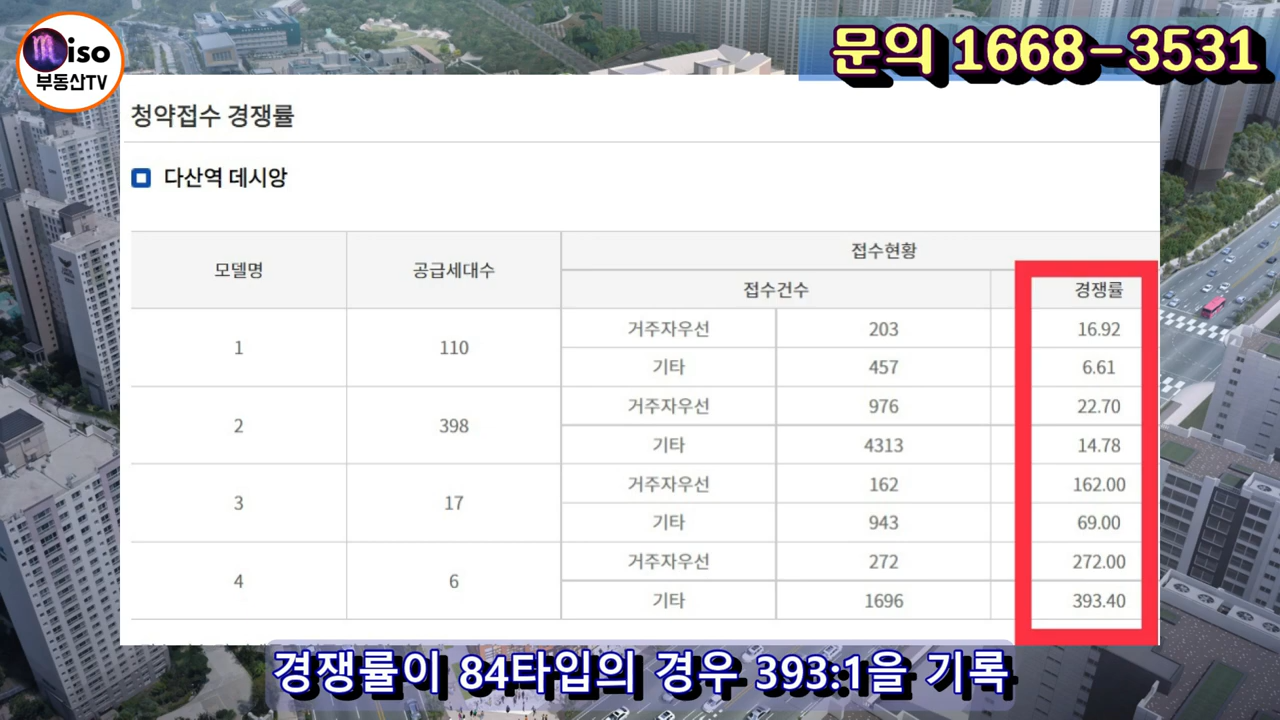 Miso
부동산TV
문의 1668-3531
청약접수 경쟁률
다산역 데시앙
모델명 공급세대수 접수현황
접수건수 경쟁률
1 110 거주자우선 203 16.92
기타 457 6.61
2 398 거주자우선 976 22.70
기타 4313 14.78
3 17 거주자우선 162 162.00
기타 943 69.00
4 6 거주자우선 272 272.00
기타 1696 393.40
경쟁률이 84타입의 경우 393:1을 기록